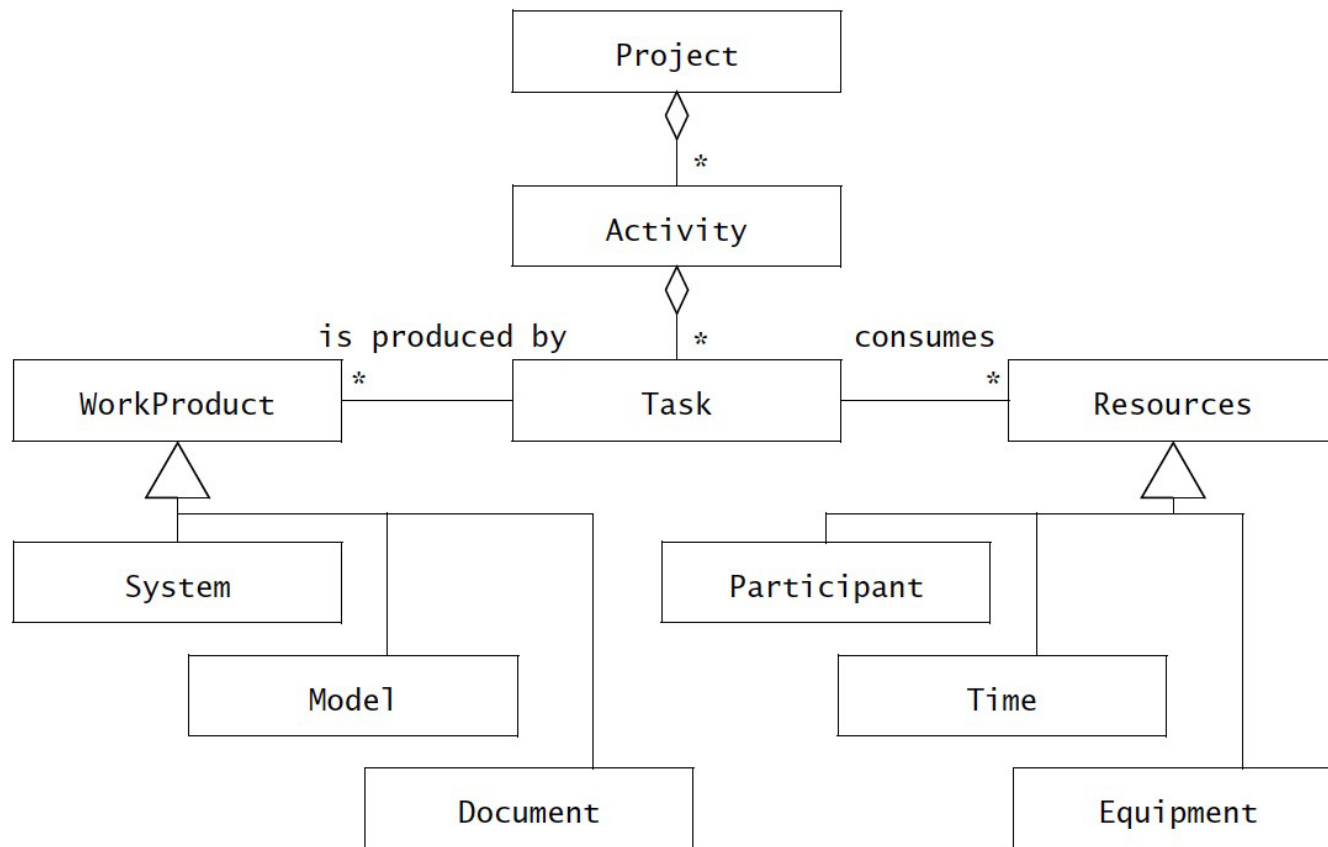 Project
*
Activity
is produced by
*
consumes
*
*
WorkProduct
Task
Resources
System
Participant
Model
Time
Document
Equipment